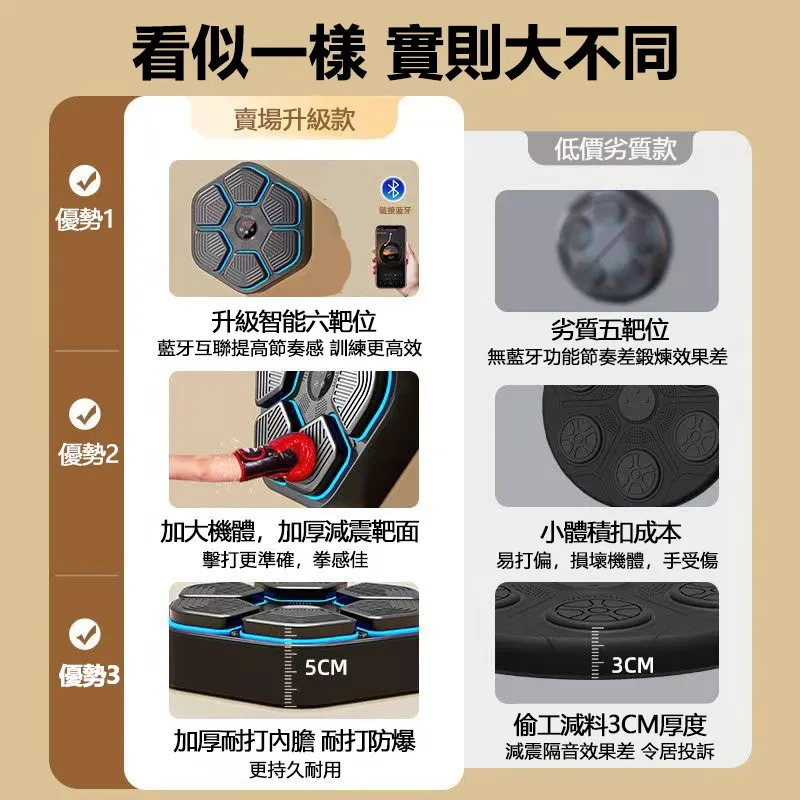 看似一樣 實則大不同
賣場升級款
低價劣質款
優勢1
鏈接藍牙
升級智能六靶位
藍牙互聯提高節奏感 訓練更高效
劣質五靶位
無藍牙功能節奏差鍛煉效果差
優勢2
加大機體，加厚減震靶面
擊打更準確，拳感佳
小體積扣成本
易打偏，損壞機體，手受傷
優勢3
5CM
加厚耐打內膽 耐打防爆
更持久耐用
3CM
偷工減料3CM厚度
減震隔音效果差 令居投訴